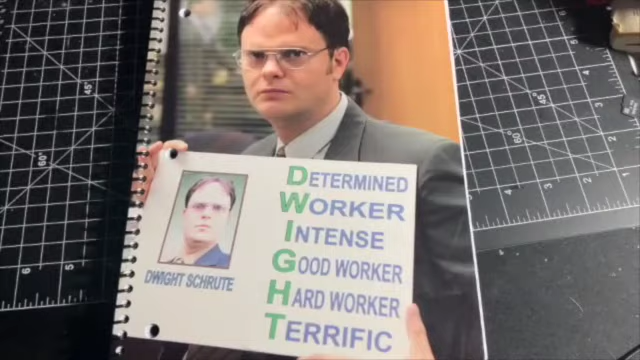 DETERMINED
WORKER
INTENSE
GOOD WORKER
HARD WORKER
TERRIFIC
DWIGHT SCHRUTE